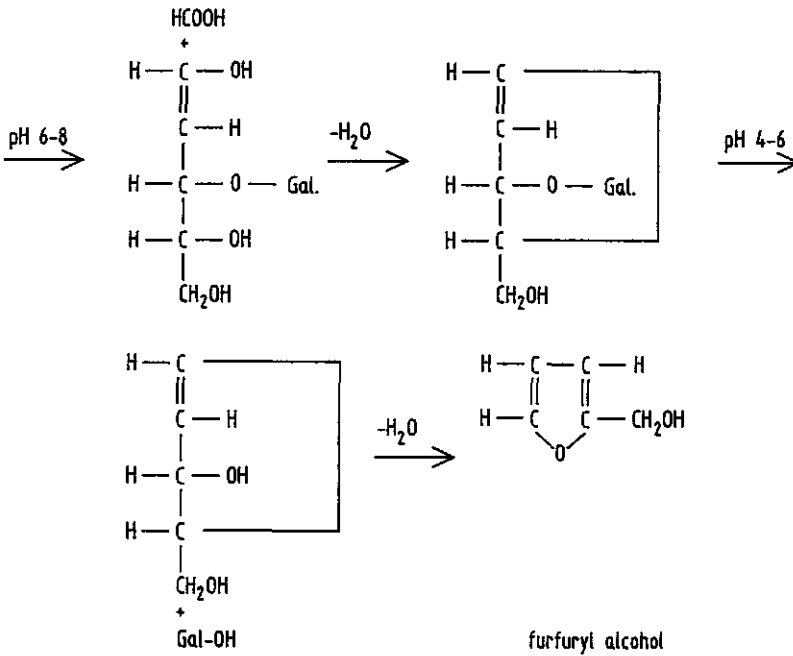 HCOOH
+
H—C—OH
pH 6-8
C—H
-H₂O
H—C—O—Gal.
H—C—OH
CH₂OH
H—C
C—H
H—C—O—Gal.
pH 4-6
H—C
CH₂OH
H—C
C—H
H—C—OH
H—C
CH₂OH
+
Gal-OH
-H₂O
H—C—C—H
H—C C—CH₂OH
O
furfuryl alcohol